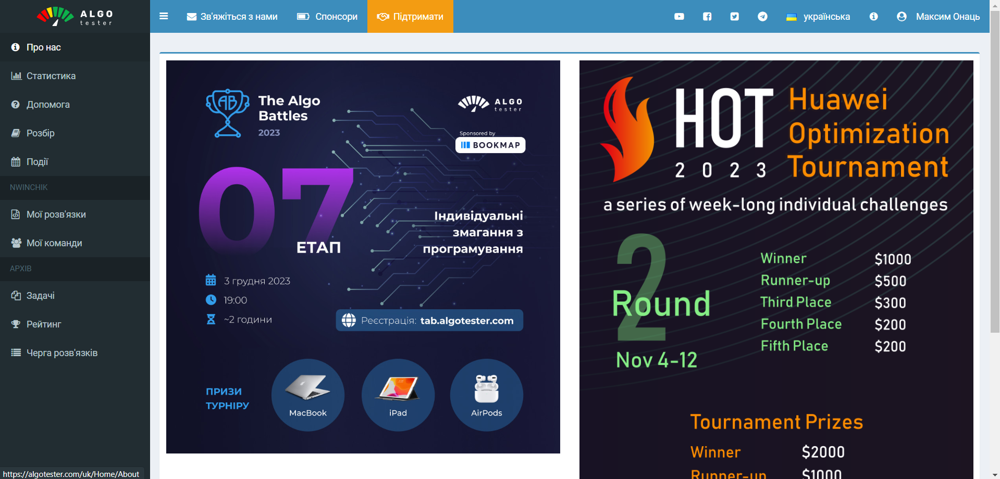 ALGO
tester
Зв'яжіться з нами
Спонсори
Підтримати
українська
Максим Онаць
Про нас
Статистика
Допомога
Розбір
Події
NWINCHIK
Мої розв'язки
Мої команди
АРХІВ
Задачі
Рейтинг
Черга розв'язків
https://algotester.com/uk/Home/About
AB
The Algo
Battles
2023
ALGO
tester
Sponsored by
BOOKMAP
07
ЕТАП
Індивідуальні
змагання з
програмування
3 грудня 2023
19:00
~2 години
Реєстрація: tab.algotester.com
ПРИЗИ
ТУРНІРУ
MacBook
iPad
AirPods
HOT
2023
Huawei
Optimization
Tournament
a series of week-long individual challenges
2
Round
Nov 4-12
Winner $1000
Runner-up $500
Third Place $300
Fourth Place $200
Fifth Place $200
Tournament Prizes
Winner $2000
Runner-up $1000